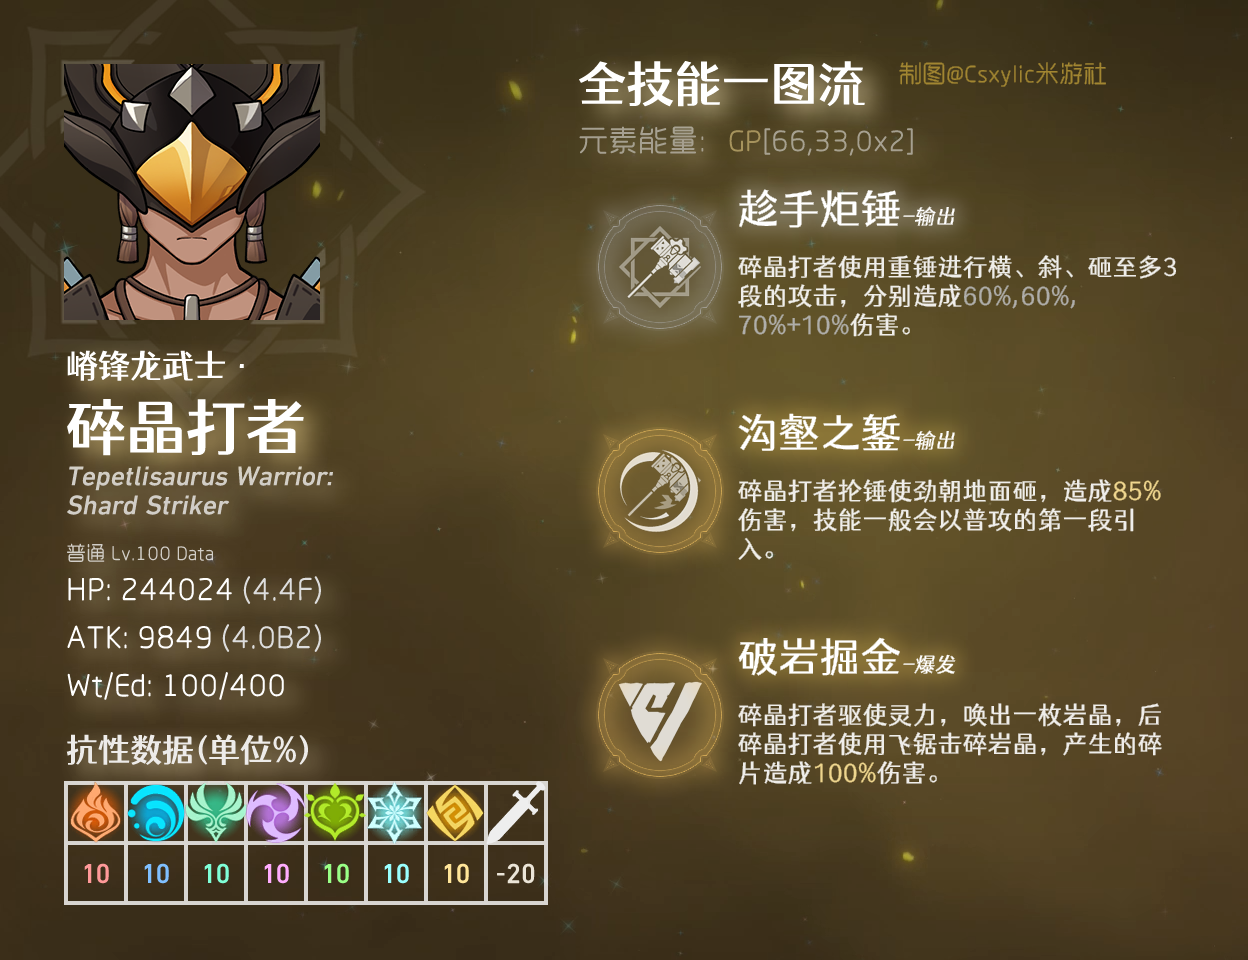 全技能一图流
制图@Csxylic米游社
元素能量: GP[66,33,0x2]
趁手炬锤-输出
碎晶打者使用重锤进行横、斜、砸至多3
段的攻击，分别造成60%,60%,
70%+10%伤害。
沟壑之錾-输出
碎晶打者抡锤使劲朝地面砸，造成85%
伤害，技能一般会以普攻的第一段引
入。
破岩掘金-爆发
碎晶打者驱使灵力，唤出一枚岩晶，后
碎晶打者使用飞锯击碎岩晶，产生的碎
片造成100%伤害。
嵴锋龙武士 ·
碎晶打者
Tepetlisaurus Warrior:
Shard Striker
普通 Lv.100 Data
HP: 244024 (4.4F)
ATK: 9849 (4.0B2)
Wt/Ed: 100/400
抗性数据(单位%)
10 10 10 10 10 10 10 -20